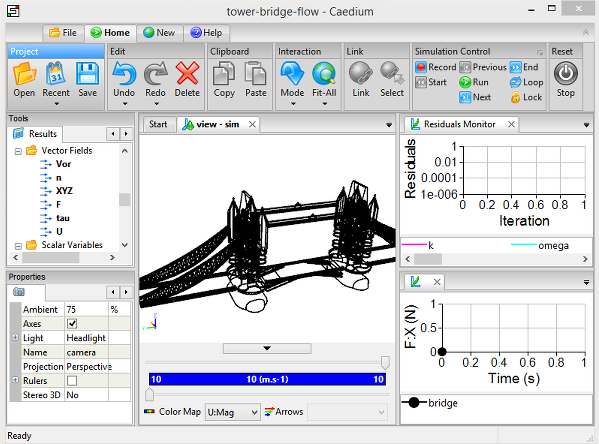 tower-bridge-flow - Caedium
File Home New Help
Project Edit Clipboard Interaction Link Simulation Control Reset
Record Previous End
Start Run Loop
Next Lock
Open Recent Save Undo Redo Delete Copy Paste Mode Fit-All Link Select Stop
Tools
Results
Vector Fields
Vor
n
XYZ
F
tau
U
Scalar Variables
Properties
Ambient 75 %
Axes
Light Headlight
Name camera
Projection Perspective
Rulers
Stereo 3D No
Start view - sim
Z
Y
10 10 (m.s-1) 10
Color Map U:Mag Arrows
Residuals Monitor
Residuals
1
0.01
0.0001
1e-006
0 0.2 0.4 0.6 0.8 1
Iteration
k omega
F:X (N)
1
0.5
0
0 0.2 0.4 0.6 0.8 1
Time (s)
bridge
Ready